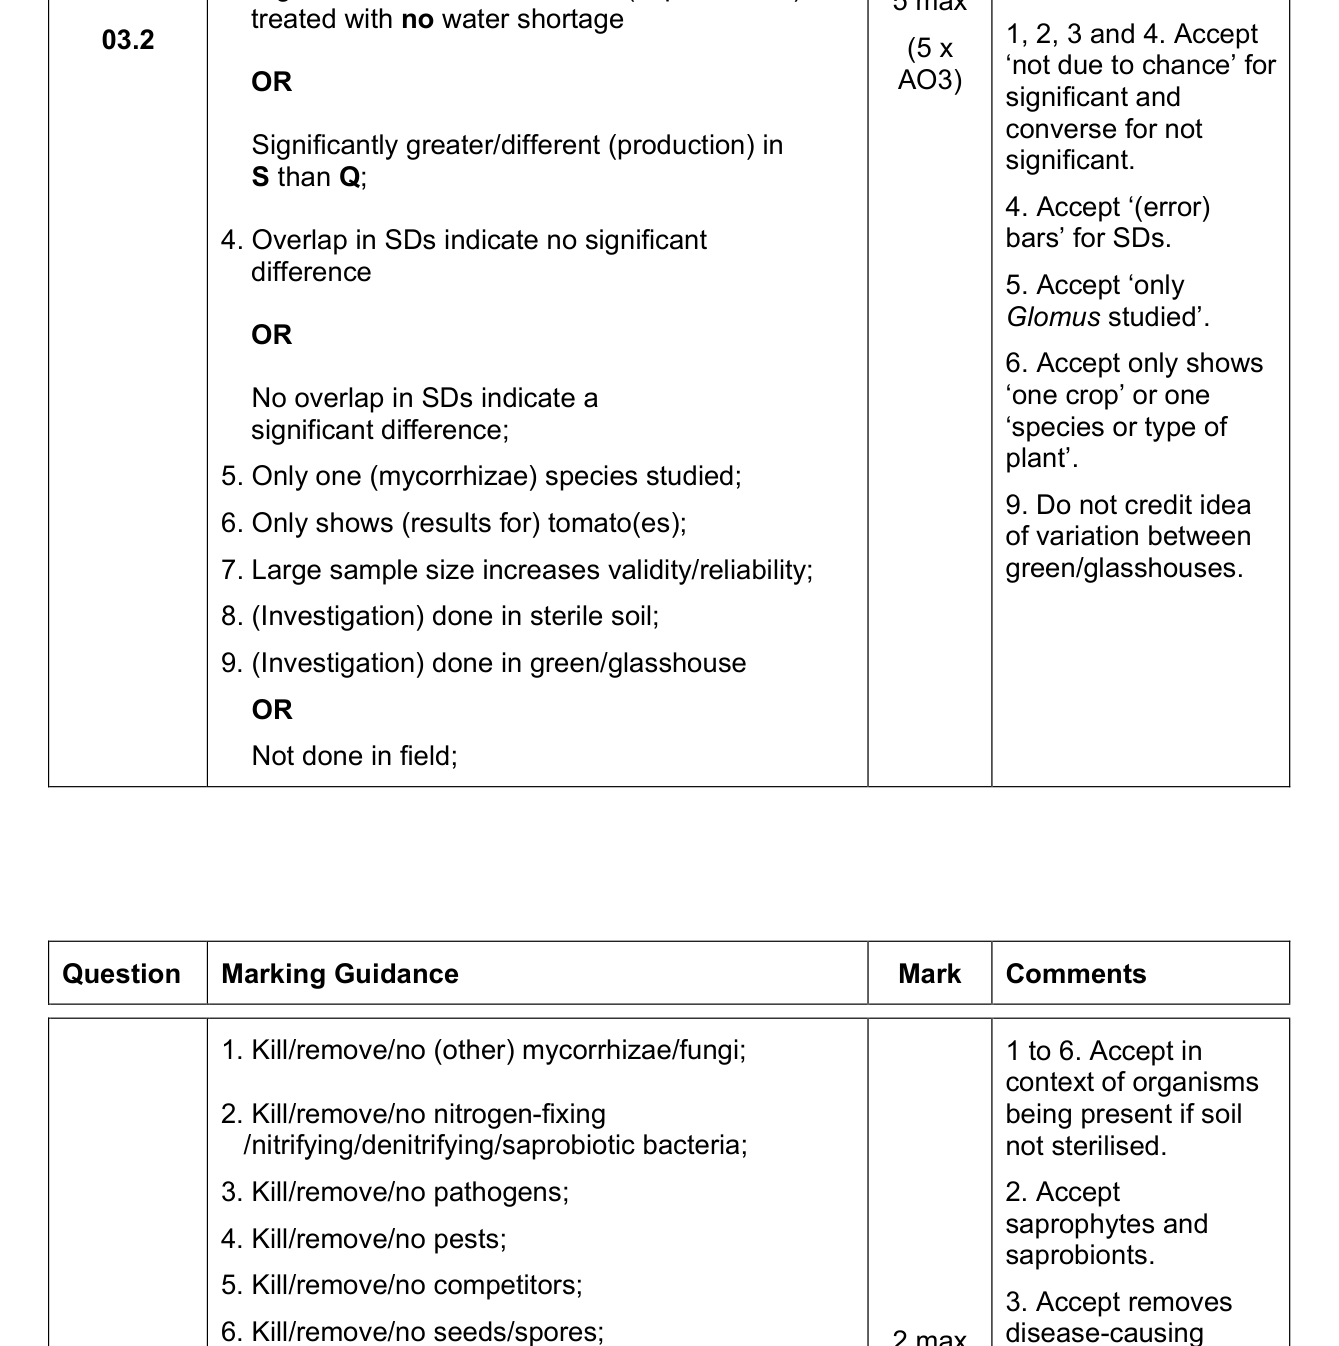 treated with no water shortage
5 max
03.2
(5 x
AO3)
OR
Significantly greater/different (production) in
S than Q;
4. Overlap in SDs indicate no significant
difference
OR
No overlap in SDs indicate a
significant difference;
5. Only one (mycorrhizae) species studied;
6. Only shows (results for) tomato(es);
7. Large sample size increases validity/reliability;
8. (Investigation) done in sterile soil;
9. (Investigation) done in green/glasshouse
OR
Not done in field;
1, 2, 3 and 4. Accept
‘not due to chance’ for
significant and
converse for not
significant.
4. Accept ‘(error)
bars’ for SDs.
5. Accept ‘only
Glomus studied’.
6. Accept only shows
‘one crop’ or one
‘species or type of
plant’.
9. Do not credit idea
of variation between
green/glasshouses.
Question
Marking Guidance
Mark
Comments
1. Kill/remove/no (other) mycorrhizae/fungi;
2. Kill/remove/no nitrogen-fixing
/nitrifying/denitrifying/saprobiotic bacteria;
3. Kill/remove/no pathogens;
4. Kill/remove/no pests;
5. Kill/remove/no competitors;
6. Kill/remove/no seeds/spores;
2 max
1 to 6. Accept in
context of organisms
being present if soil
not sterilised.
2. Accept
saprophytes and
saprobionts.
3. Accept removes
disease-causing